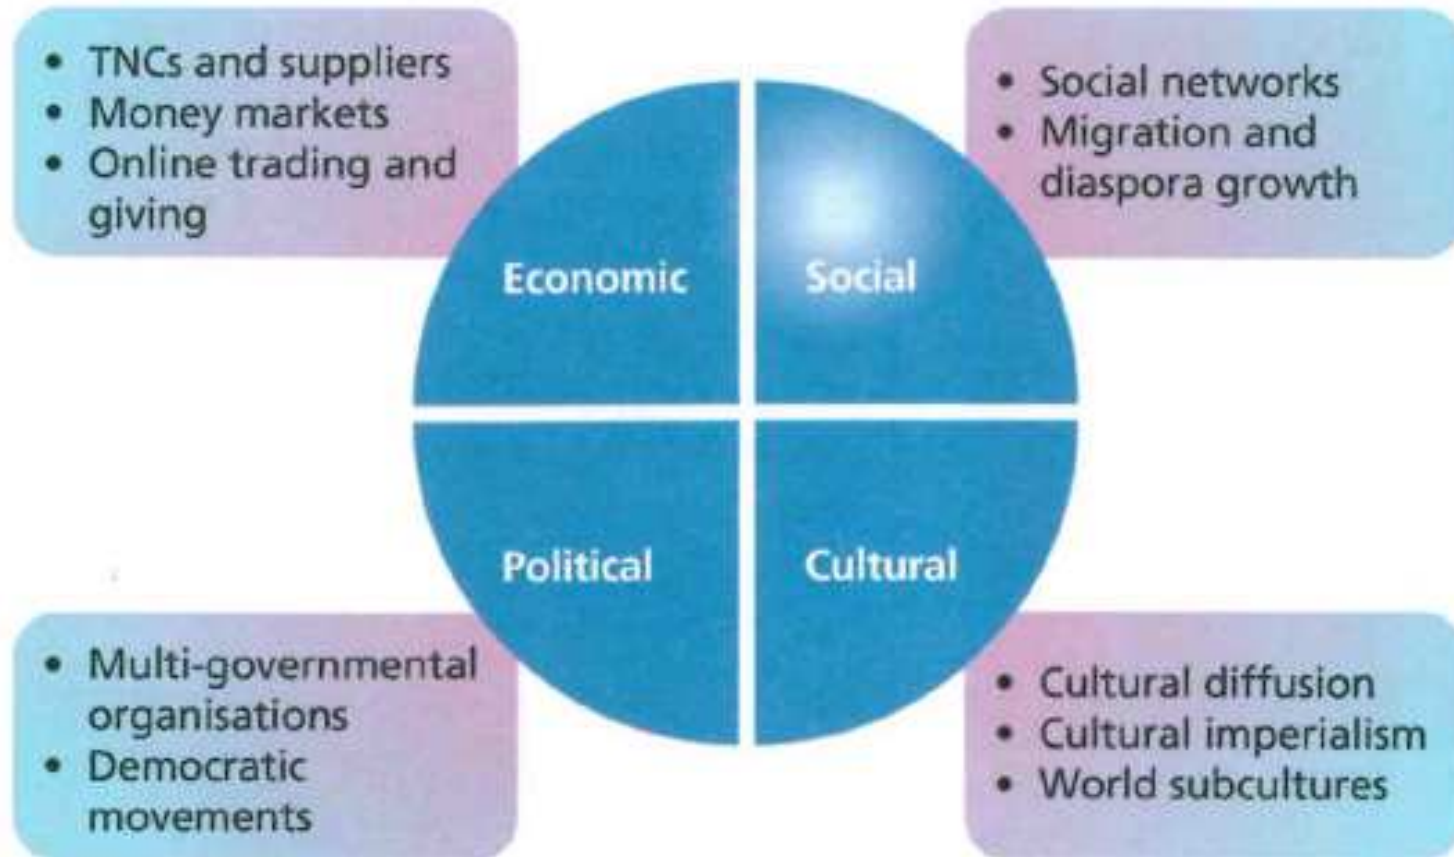 • TNCs and suppliers
• Money markets
• Online trading and
giving
• Social networks
• Migration and
diaspora growth
Economic
Social
Political
Cultural
• Multi-governmental
organisations
• Democratic
movements
• Cultural diffusion
• Cultural imperialism
• World subcultures